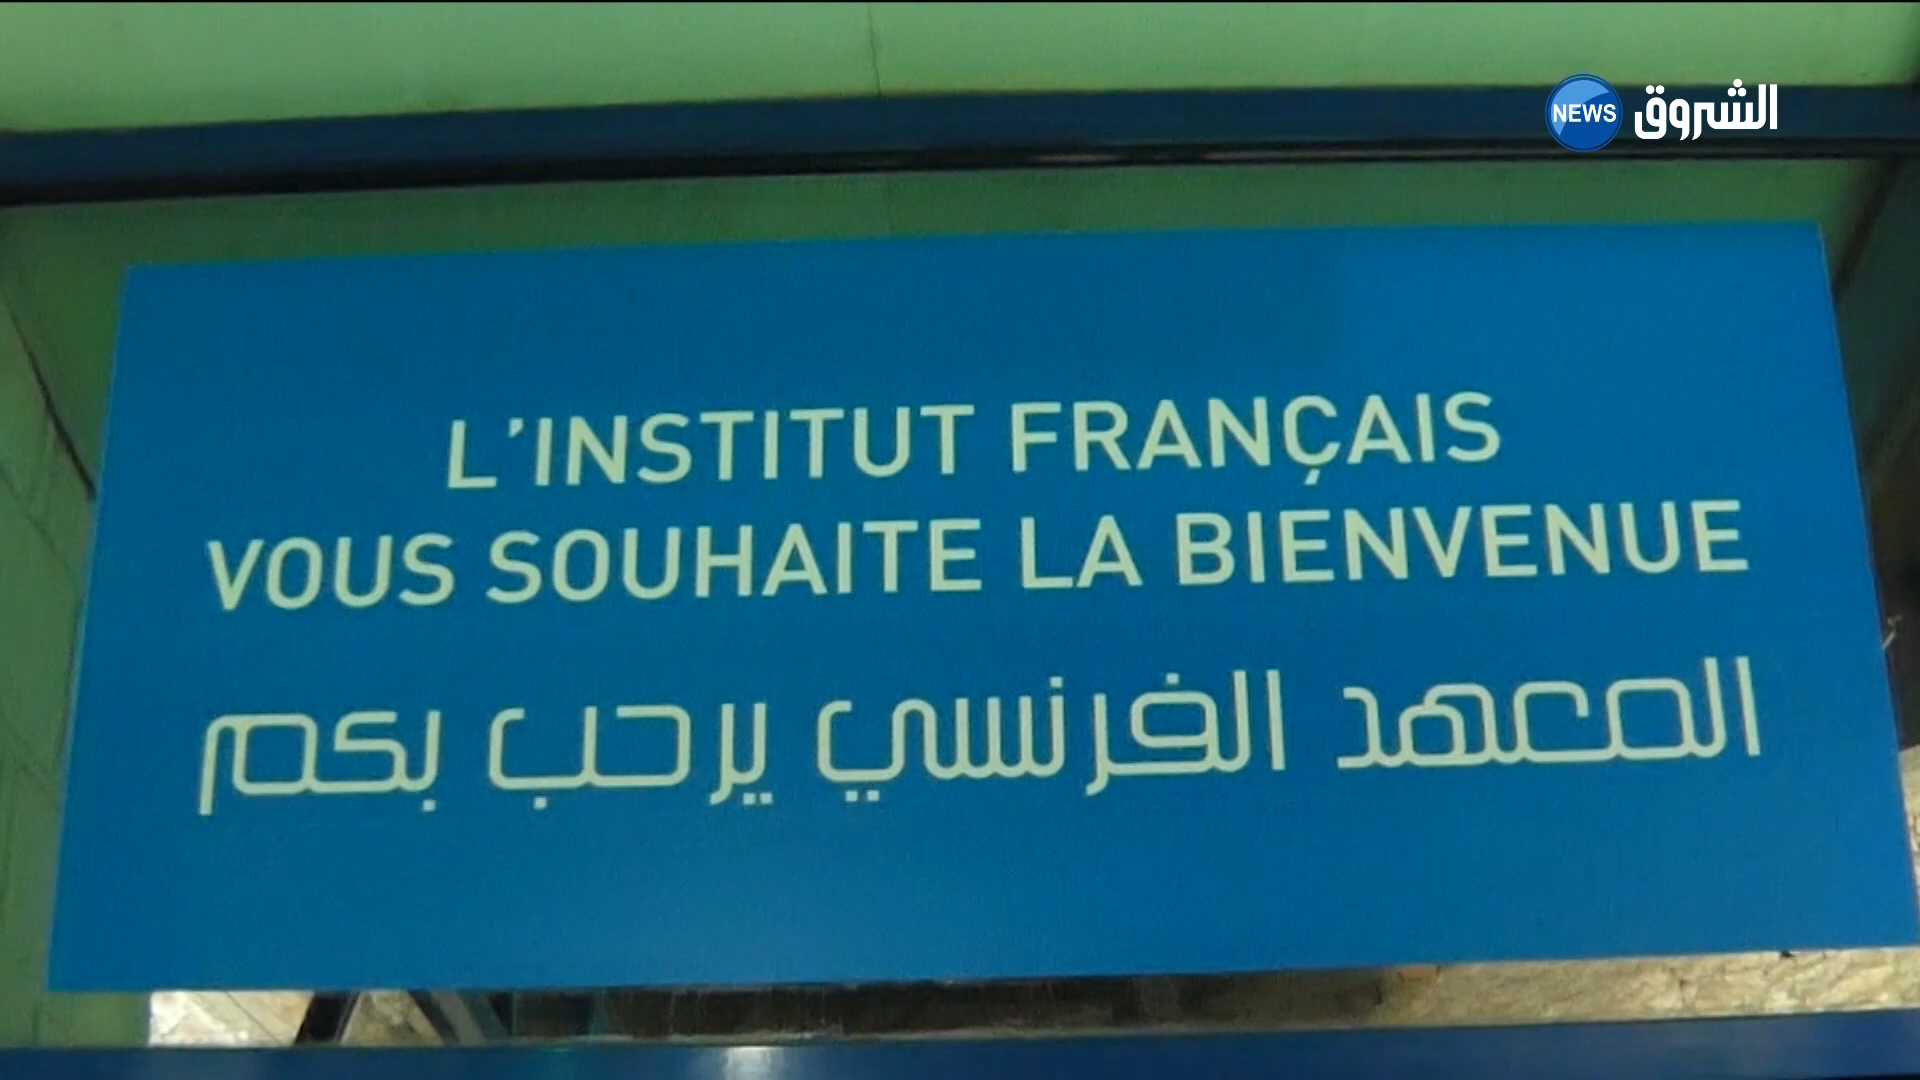 NEWS الشروق
L'INSTITUT FRANÇAIS
VOUS SOUHAITE LA BIENVENUE
المعهد الفرنسي يرحب بكم